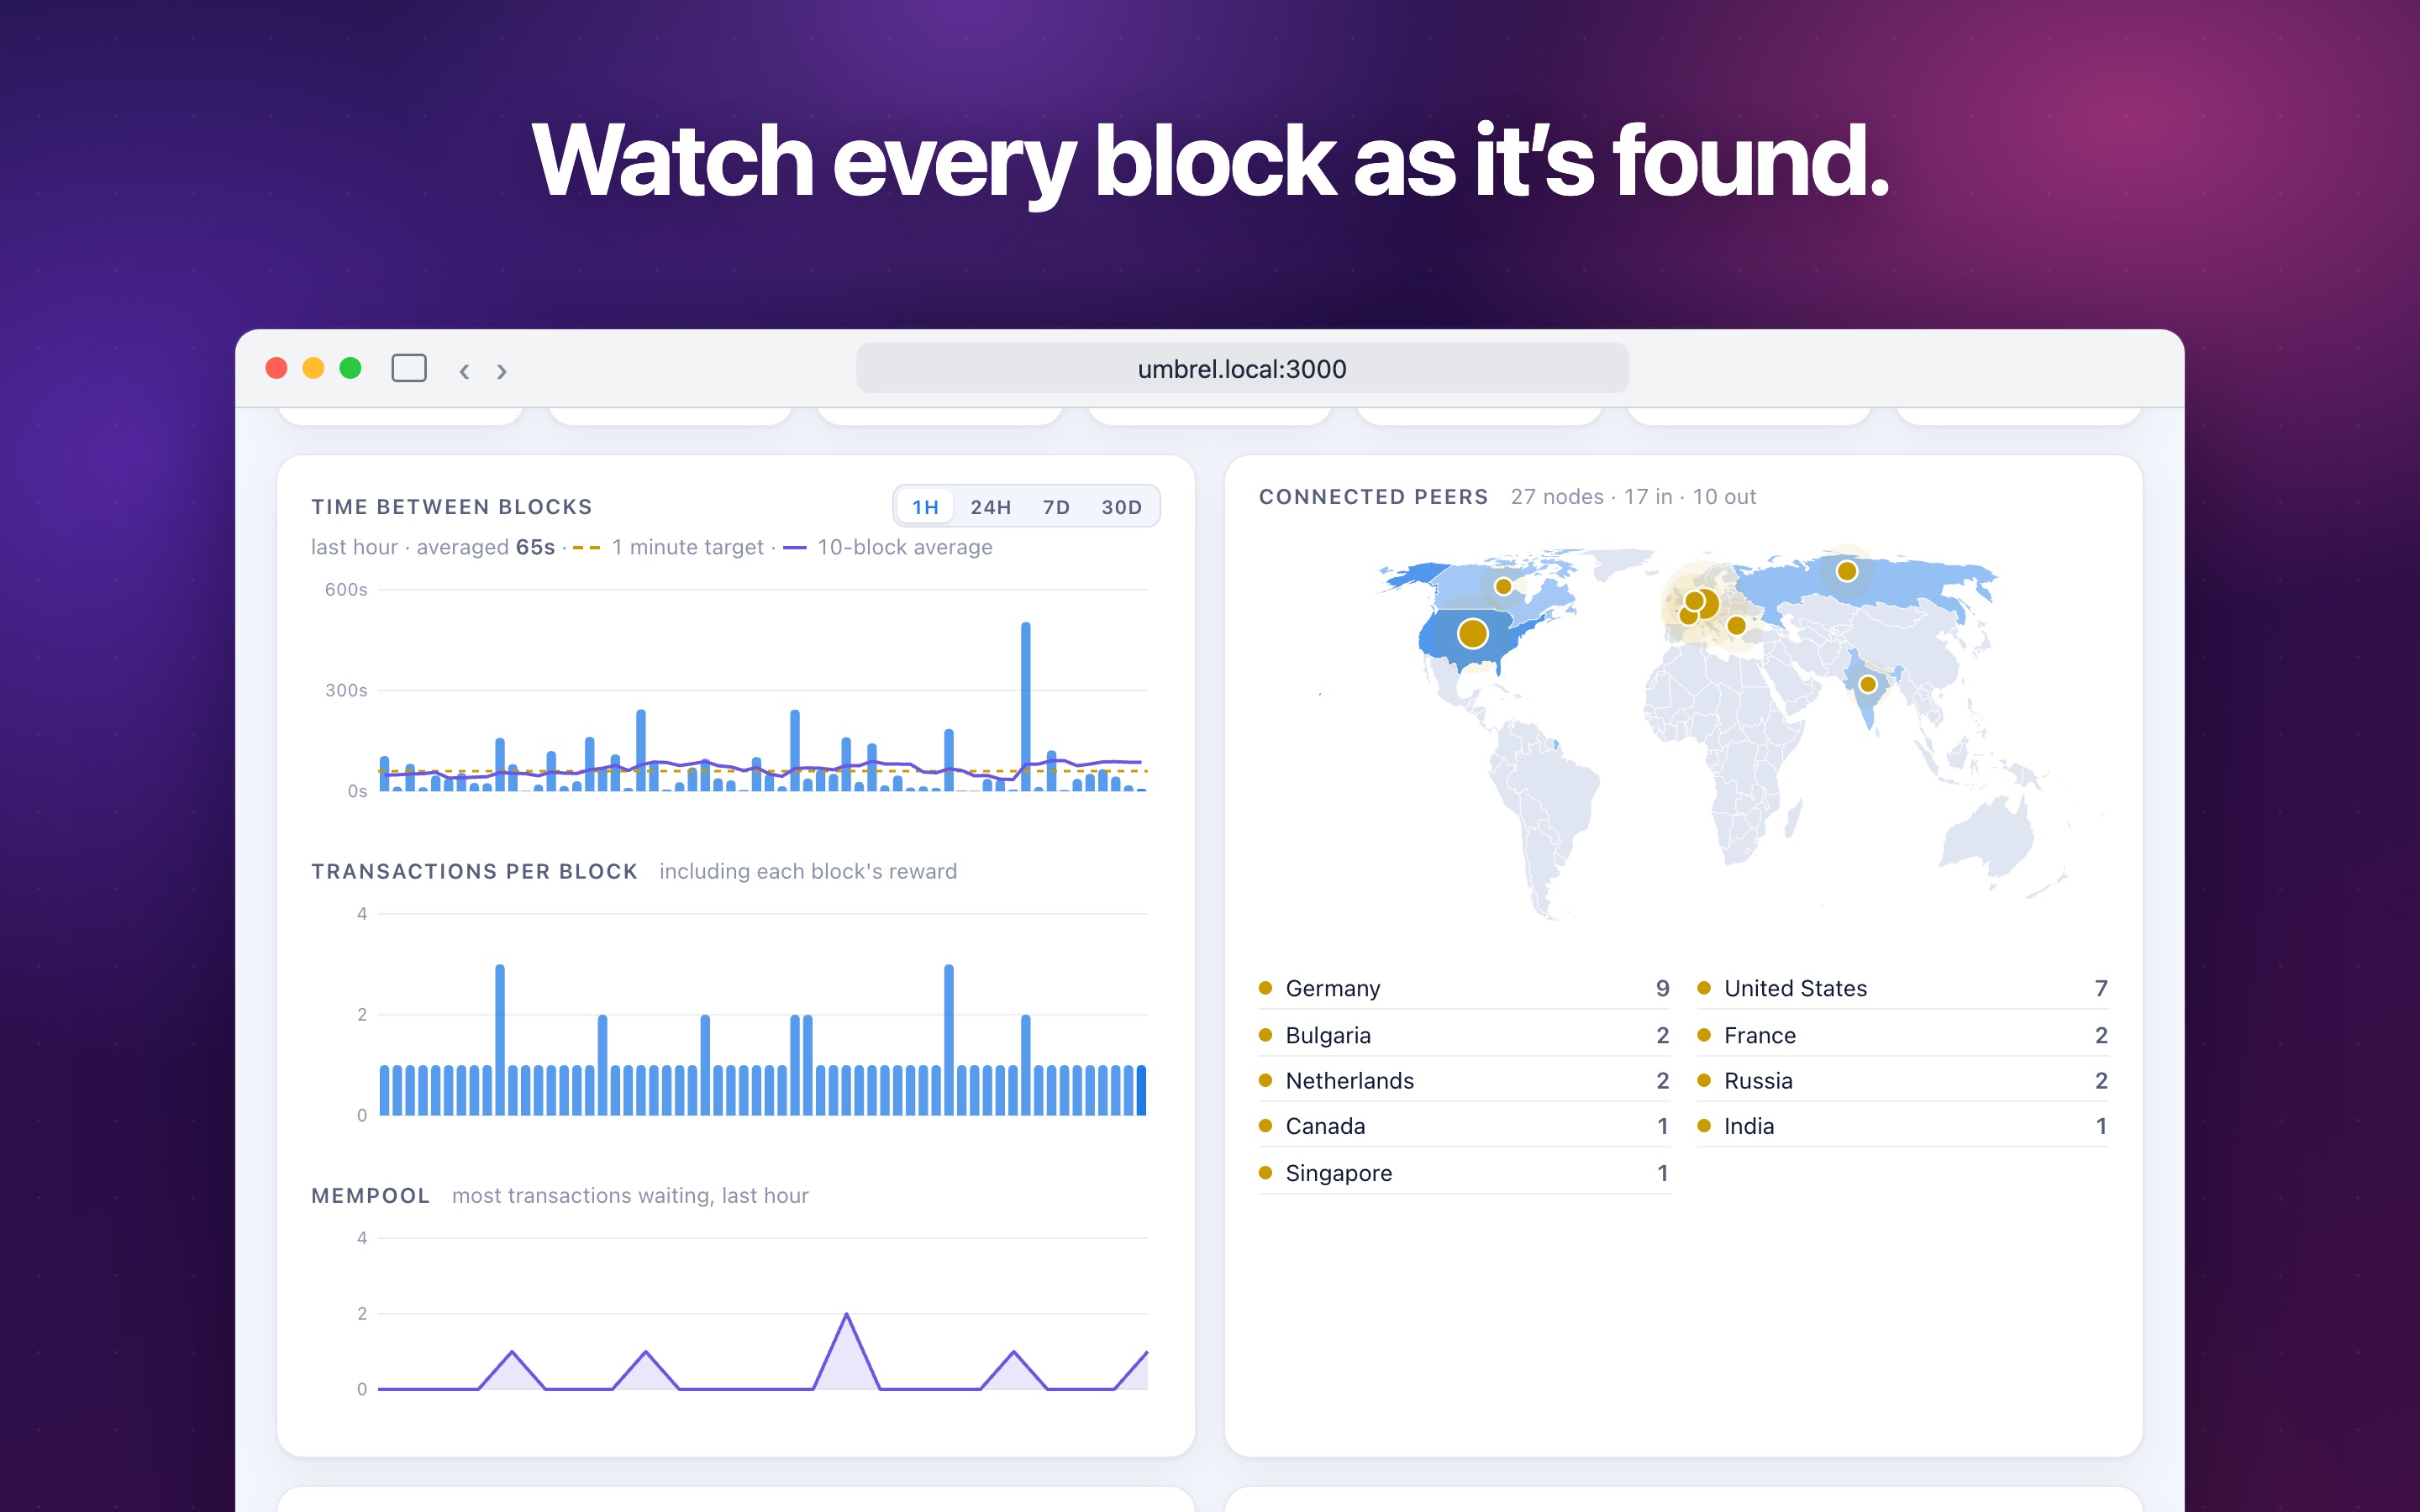 Watch every block as it’s found.
umbrel.local:3000
TIME BETWEEN BLOCKS
1H 24H 7D 30D
last hour · averaged 65s · 1 minute target · 10-block average
600s
300s
0s
TRANSACTIONS PER BLOCK including each block's reward
4
2
0
MEMPOOL most transactions waiting, last hour
4
2
0
CONNECTED PEERS 27 nodes · 17 in · 10 out
Germany 9 United States 7
Bulgaria 2 France 2
Netherlands 2 Russia 2
Canada 1 India 1
Singapore 1